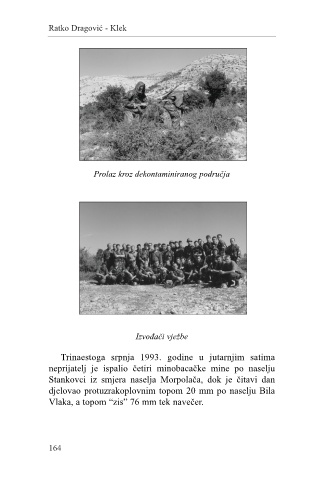 Ratko Dragović - Klek
Prolaz kroz dekontaminiranog područja
Izvođači vježbe
Trinaestoga srpnja 1993. godine u jutarnjim satima
neprijatelj je ispalio četiri minobacačke mine po naselju
Stankovci iz smjera naselja Morpolača, dok je čitavi dan
djelovao protuzrakoplovnim topom 20 mm po naselju Bila
Vlaka, a topom “zis” 76 mm tek navečer.
164